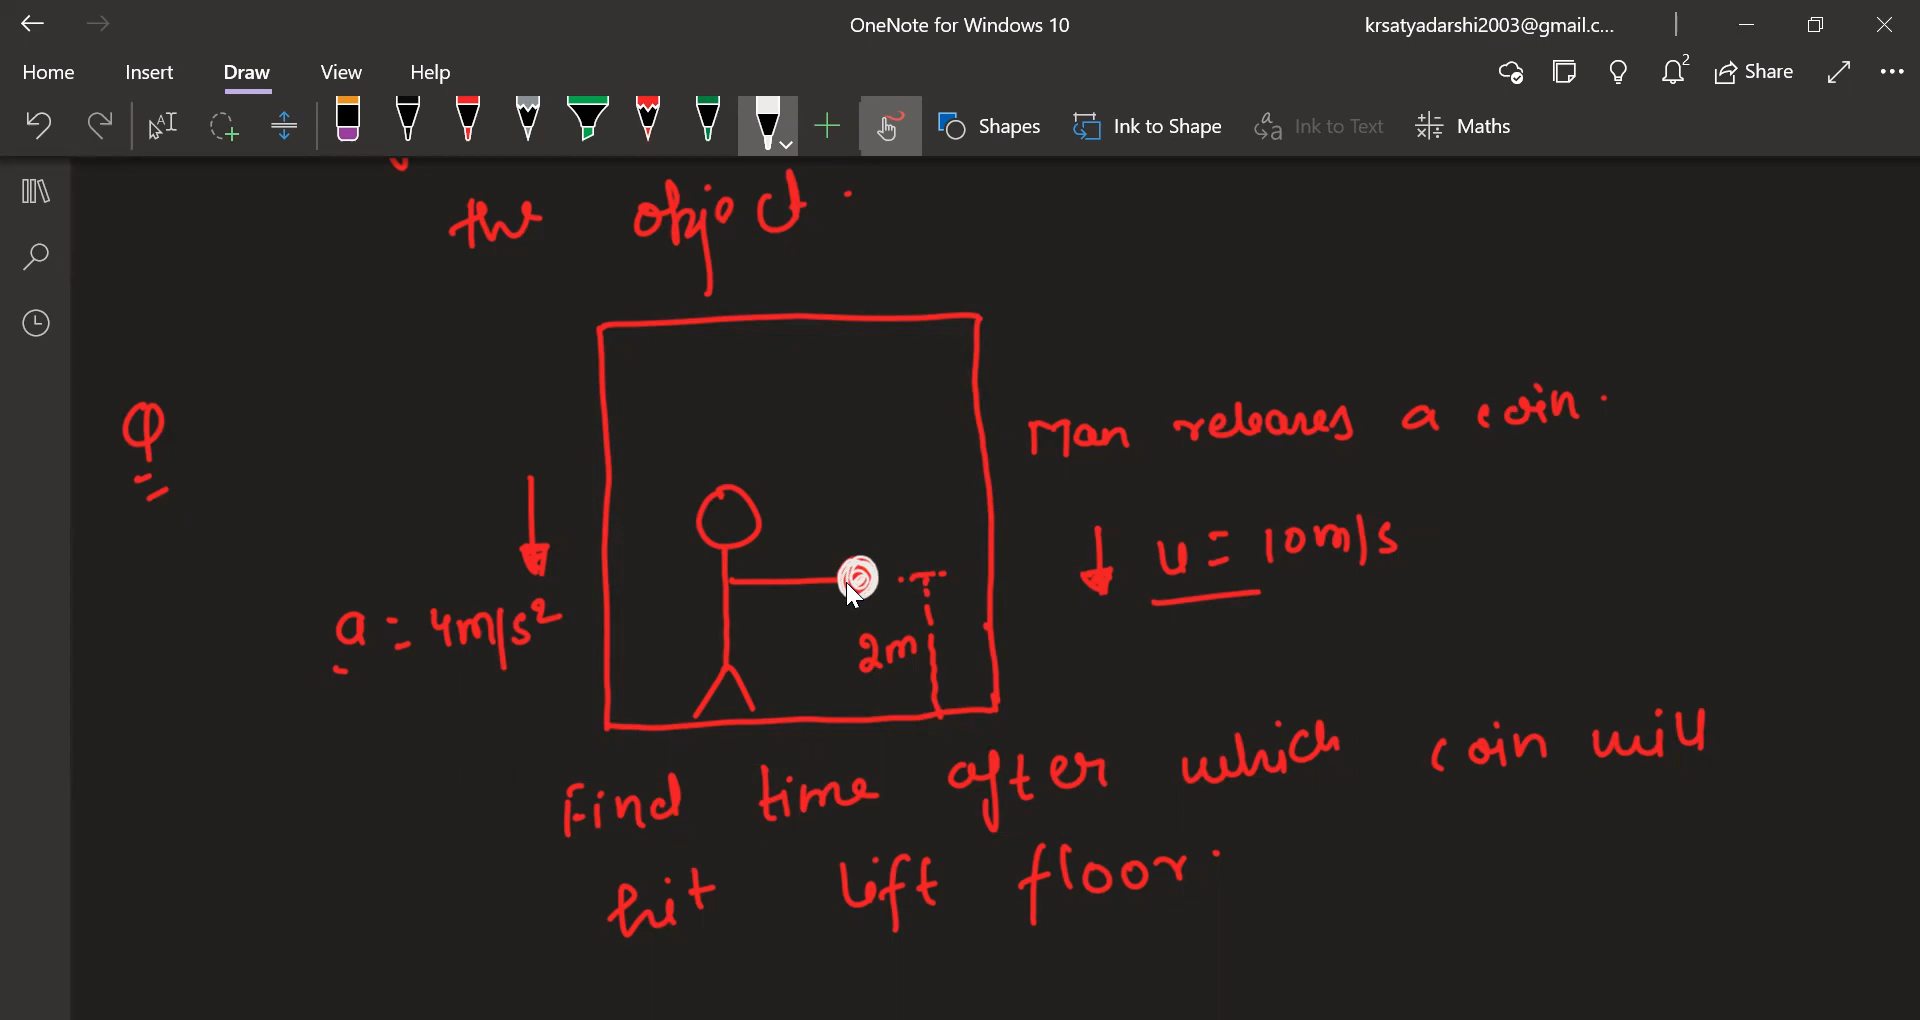 OneNote for Windows 10
krsatyadarshi2003@gmail.c...
Home Insert Draw View Help
2
Share
Shapes Ink to Shape Ink to Text Maths
the object.
Q
Man releases a coin.
u = 10m/s
a = 4m/s²
2m
Find time after which coin will
hit lift floor.